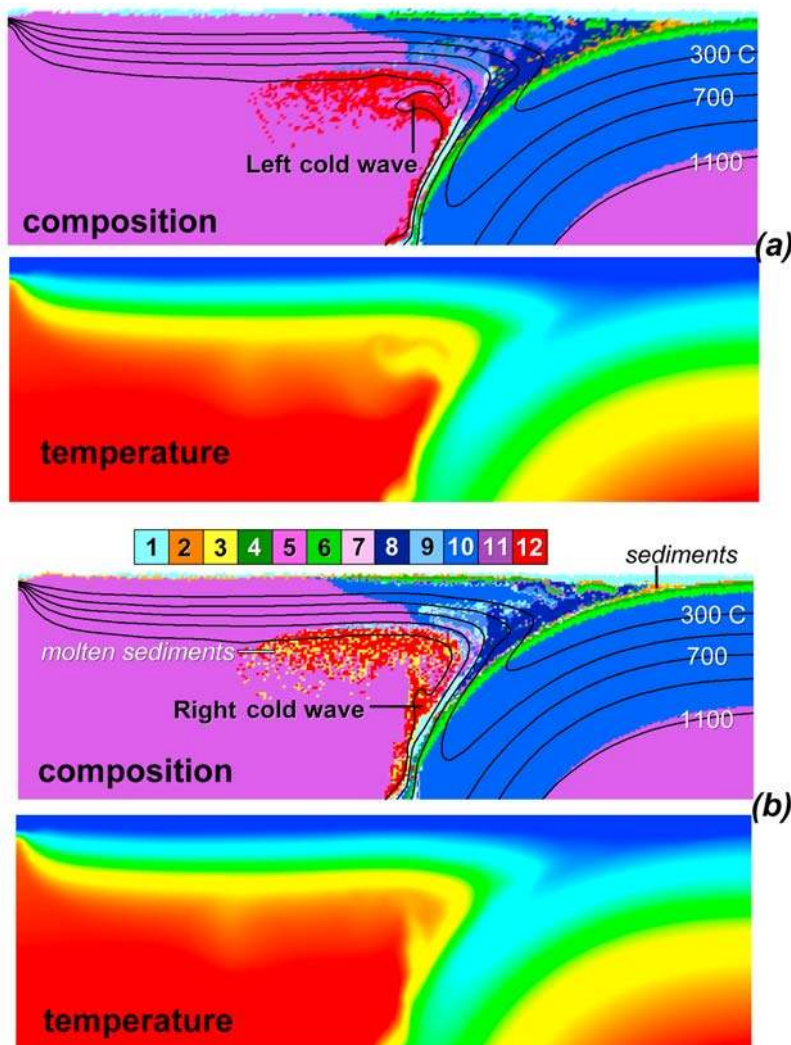 300 C
700
Left cold wave
1100
composition
(a)
temperature
1 2 3 4 5 6 7 8 9 10 11 12
sediments
300 C
molten sediments
700
Right cold wave
1100
composition
(b)
temperature